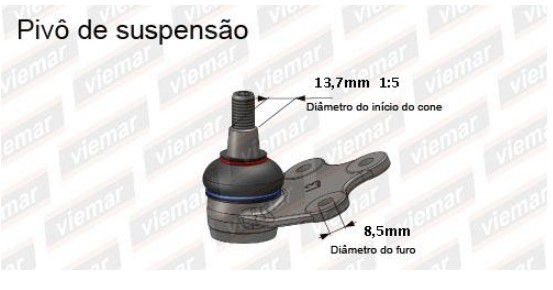 Pivô de suspensão
13,7mm 1:5
Diâmetro do início do cone
8,5mm
Diâmetro do furo
viemar